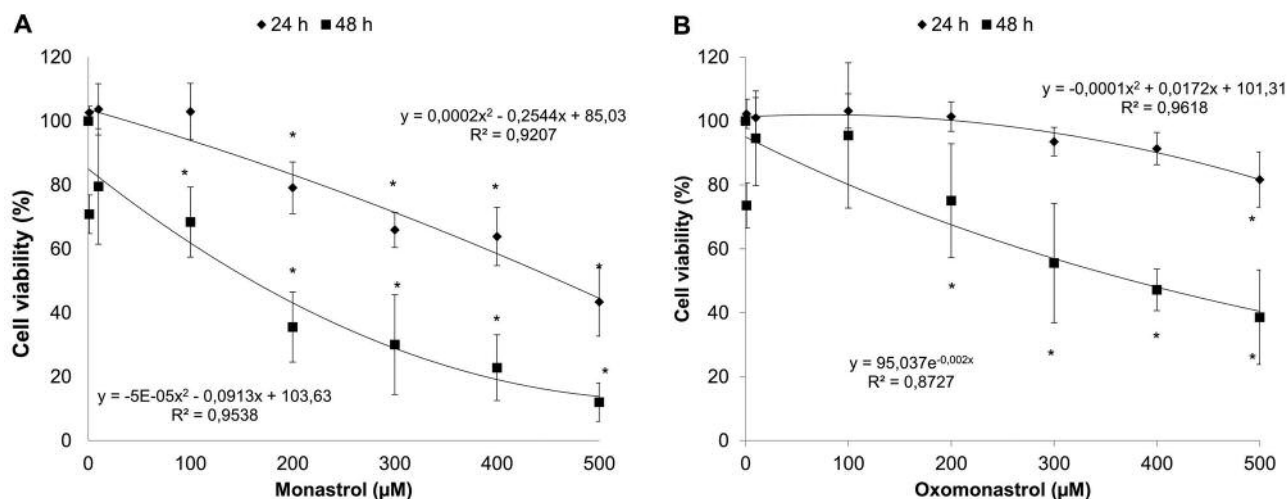 A
◆ 24 h ■ 48 h
120
100
80
60
40
20
0
Cell viability (%)
y = 0,0002x² - 0,2544x + 85,03
R² = 0,9207
* * * * * * * * * *
y = -5E-05x² - 0,0913x + 103,63
R² = 0,9538
0 100 200 300 400 500
Monastrol (µM)
B
◆ 24 h ■ 48 h
120
100
80
60
40
20
0
Cell viability (%)
y = -0,0001x² + 0,0172x + 101,31
R² = 0,9618
* * * * *
y = 95,037e^-0,002x
R² = 0,8727
0 100 200 300 400 500
Oxomonastrol (µM)